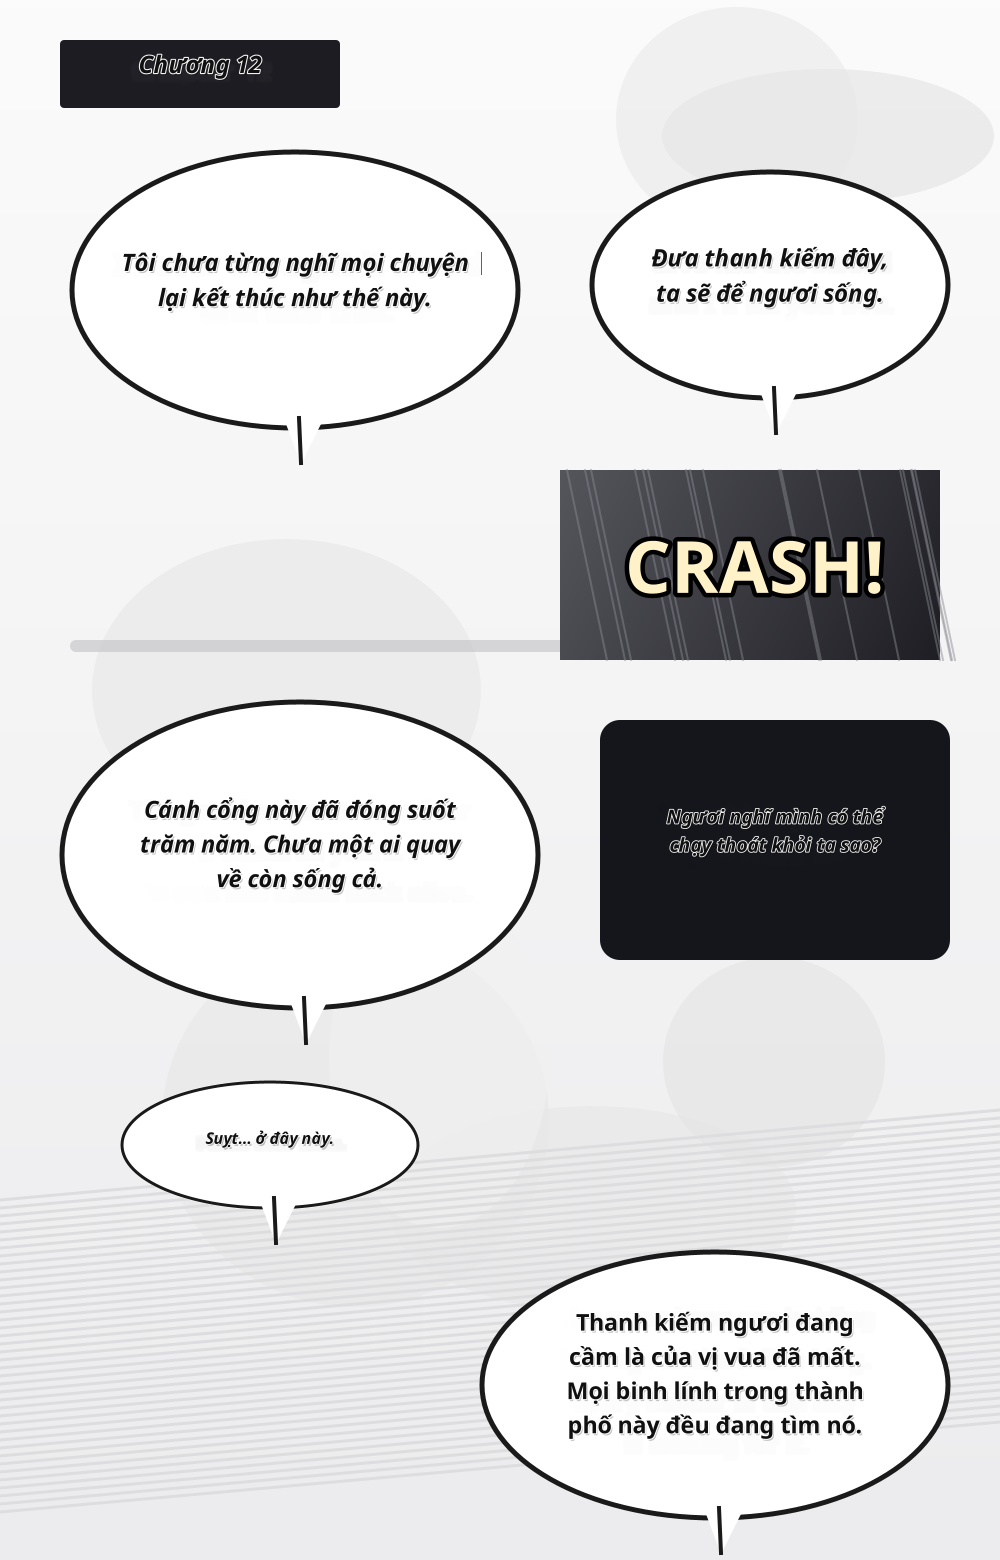 Chương 12
Tôi chưa từng nghĩ mọi chuyện
lại kết thúc như thế này.
Đưa thanh kiếm đây,
ta sẽ để ngươi sống.
CRASH!
Cánh cổng này đã đóng suốt
trăm năm. Chưa một ai quay
về còn sống cả.
Ngươi nghĩ mình có thể
chạy thoát khỏi ta sao?
Suỵt... ở đây này.
Thanh kiếm ngươi đang
cầm là của vị vua đã mất.
Mọi binh lính trong thành
phố này đều đang tìm nó.